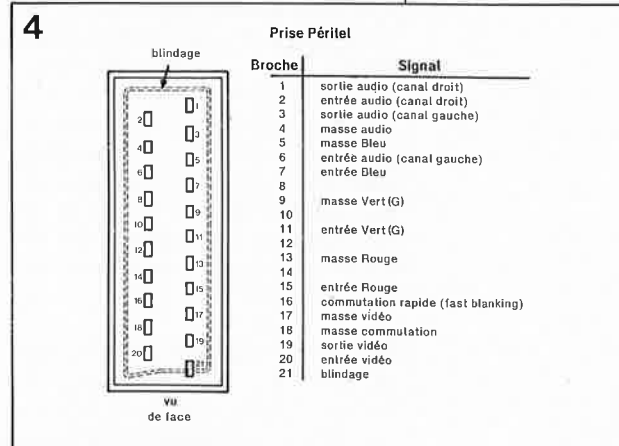 4
Prise Péritel
blindage
Broche Signal
1 sortie audio (canal droit)
2 entrée audio (canal droit)
3 sortie audio (canal gauche)
4 masse audio
5 masse Bleu
6 entrée audio (canal gauche)
7 entrée Bleu
8
9 masse Vert (G)
10
11 entrée Vert (G)
12
13 masse Rouge
14
15 entrée Rouge
16 commutation rapide (fast blanking)
17 masse vidéo
18 masse commutation
19 sortie vidéo
20 entrée vidéo
21 blindage
1
2
3
4
5
6
7
8
9
10
11
12
13
14
15
16
17
18
19
20
vu
de face